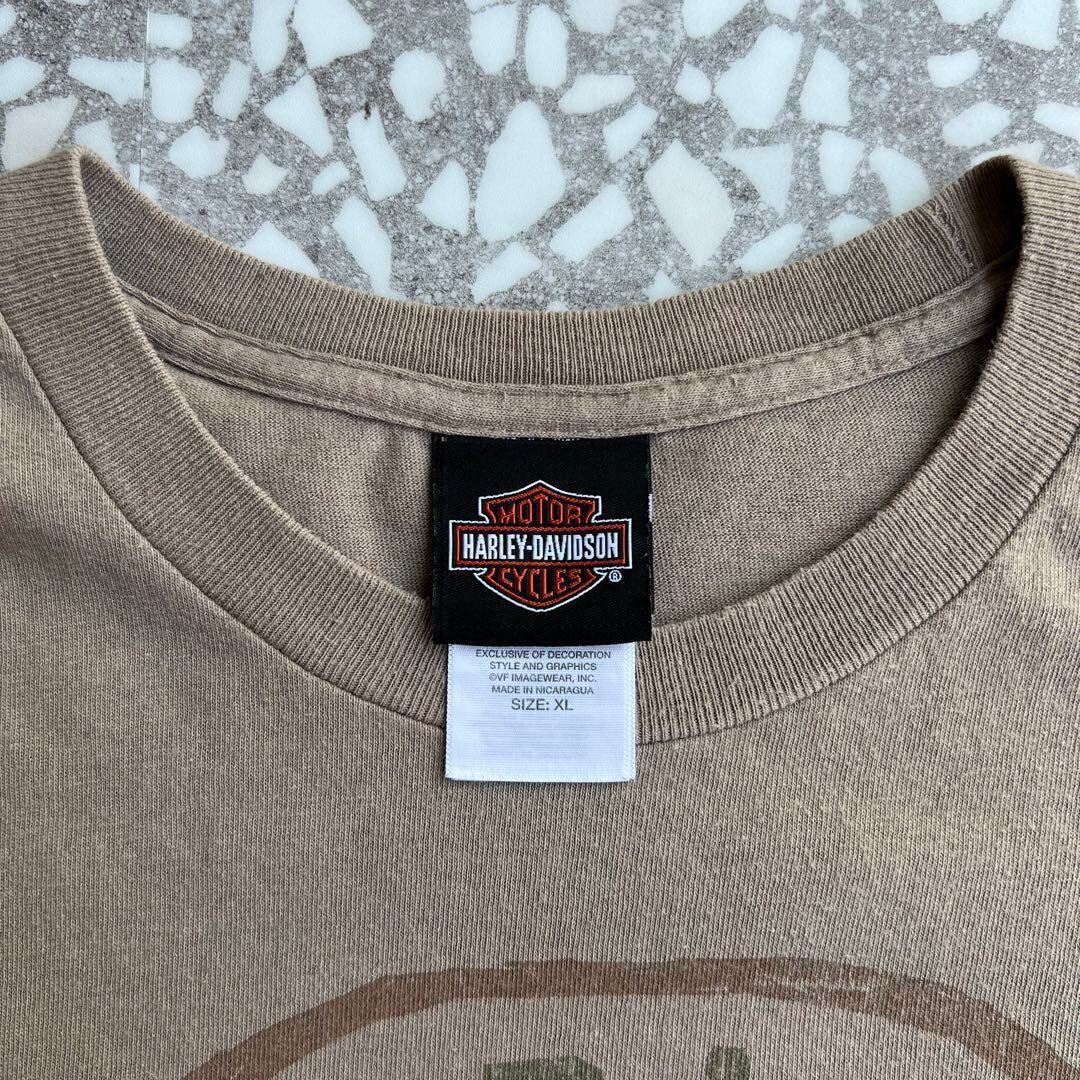 MOTOR
HARLEY-DAVIDSON
CYCLES
®
EXCLUSIVE OF DECORATION
STYLE AND GRAPHICS
©VF IMAGEWEAR, INC.
MADE IN NICARAGUA
SIZE: XL